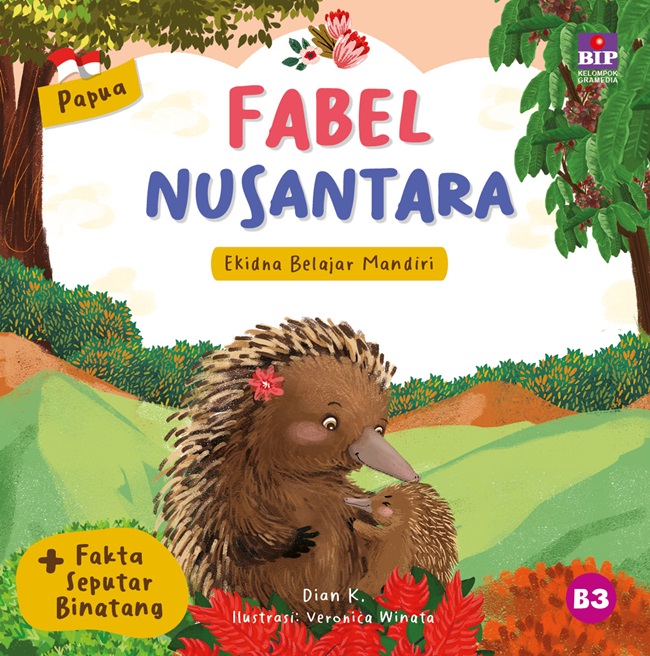 Papua
BIP
KELOMPOK
GRAMEDIA
FABEL
NUSANTARA
Ekidna Belajar Mandiri
+ Fakta
Seputar
Binatang
Dian K.
Ilustrasi: Veronica Winata
B3